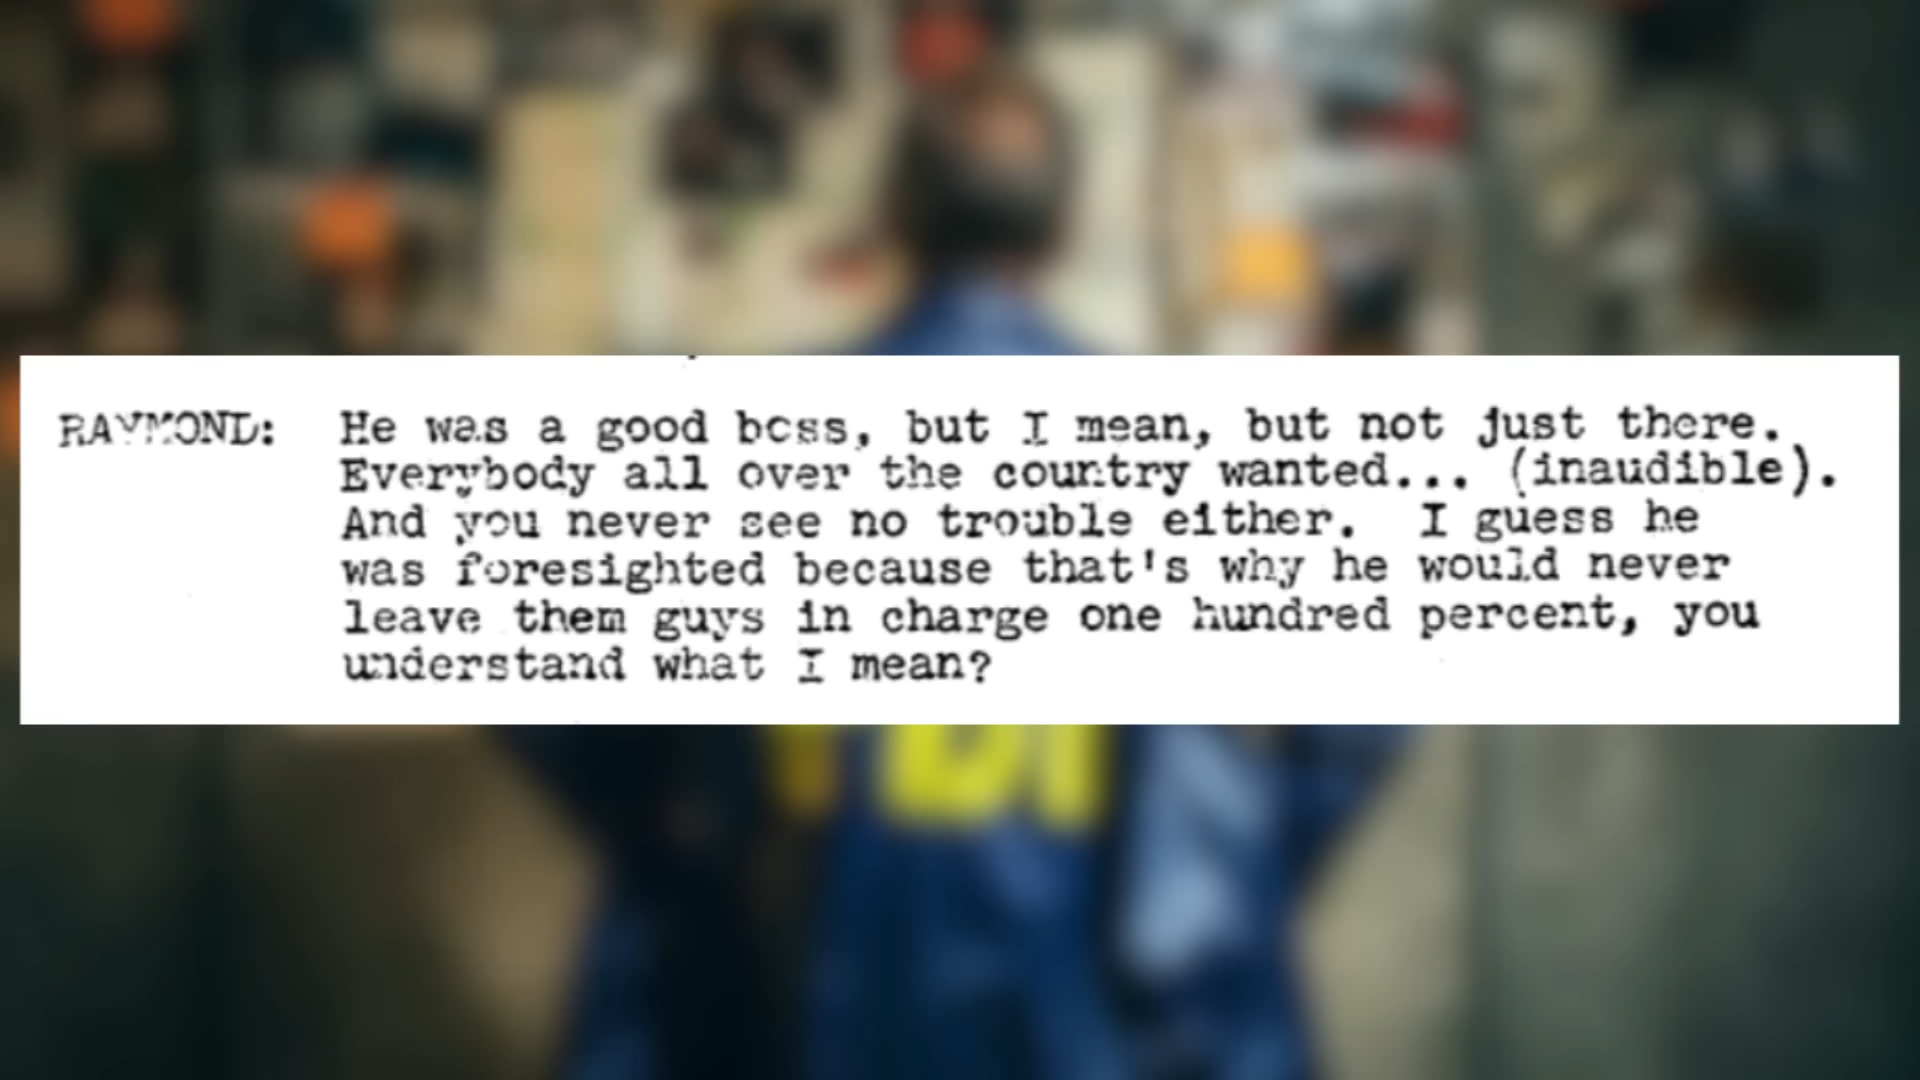 RAYMOND: He was a good boss, but I mean, but not just there.
Everybody all over the country wanted... (inaudible).
And you never see no trouble either. I guess he
was foresighted because that's why he would never
leave them guys in charge one hundred percent, you
understand what I mean?